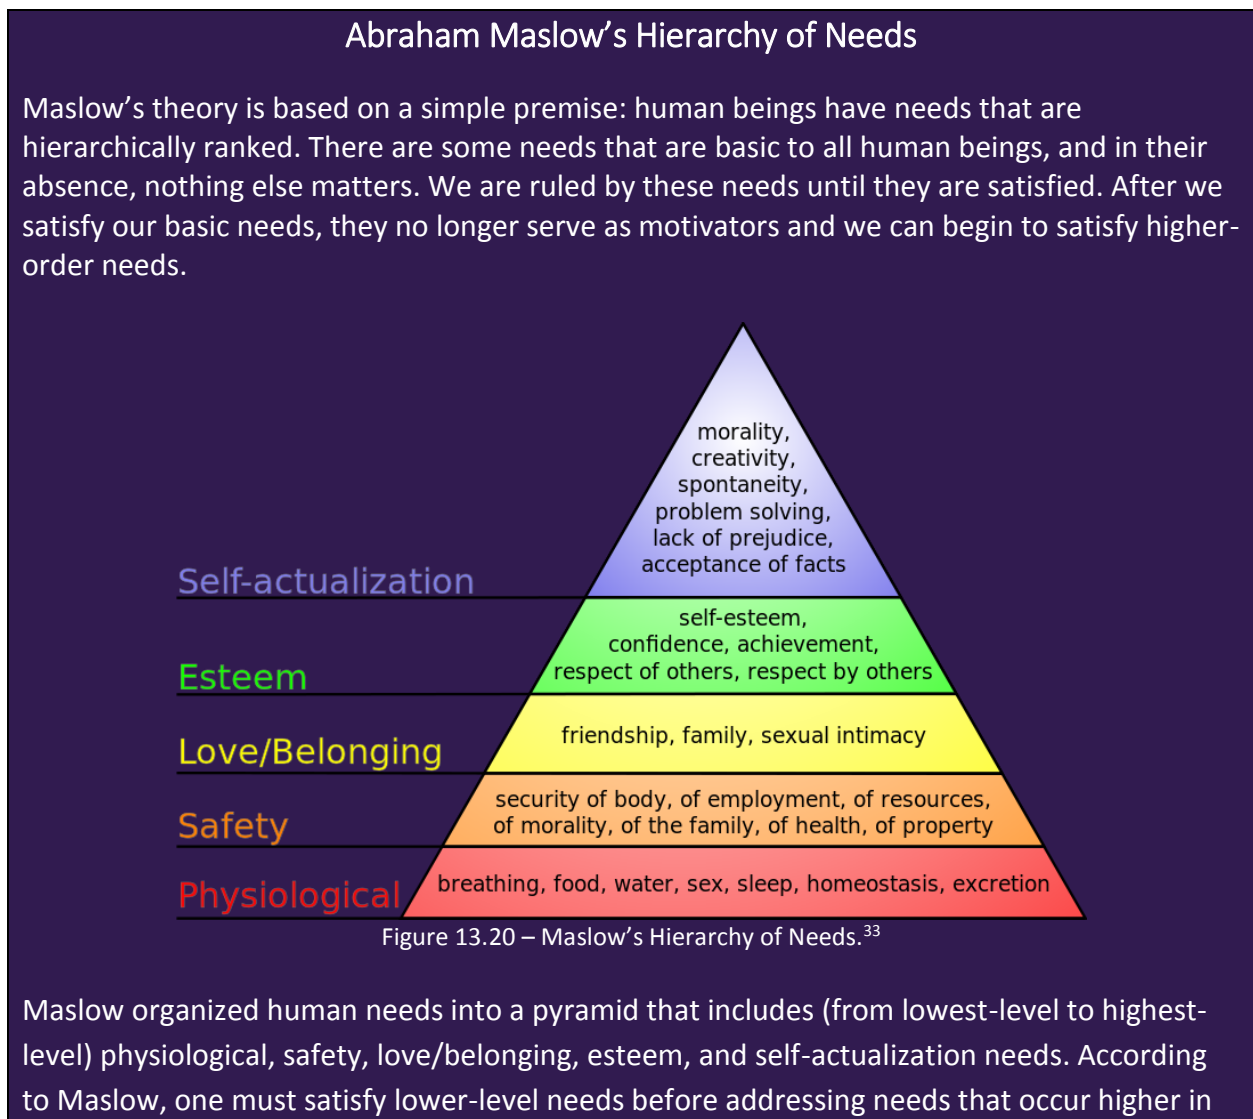 Abraham Maslow’s Hierarchy of Needs
Maslow’s theory is based on a simple premise: human beings have needs that are
hierarchically ranked. There are some needs that are basic to all human beings, and in their
absence, nothing else matters. We are ruled by these needs until they are satisfied. After we
satisfy our basic needs, they no longer serve as motivators and we can begin to satisfy higher-
order needs.
morality,
creativity,
spontaneity,
problem solving,
lack of prejudice,
acceptance of facts
Self-actualization
self-esteem,
confidence, achievement,
respect of others, respect by others
Esteem
friendship, family, sexual intimacy
Love/Belonging
security of body, of employment, of resources,
of morality, of the family, of health, of property
Safety
breathing, food, water, sex, sleep, homeostasis, excretion
Physiological
Figure 13.20 – Maslow’s Hierarchy of Needs.33
Maslow organized human needs into a pyramid that includes (from lowest-level to highest-
level) physiological, safety, love/belonging, esteem, and self-actualization needs. According
to Maslow, one must satisfy lower-level needs before addressing needs that occur higher in